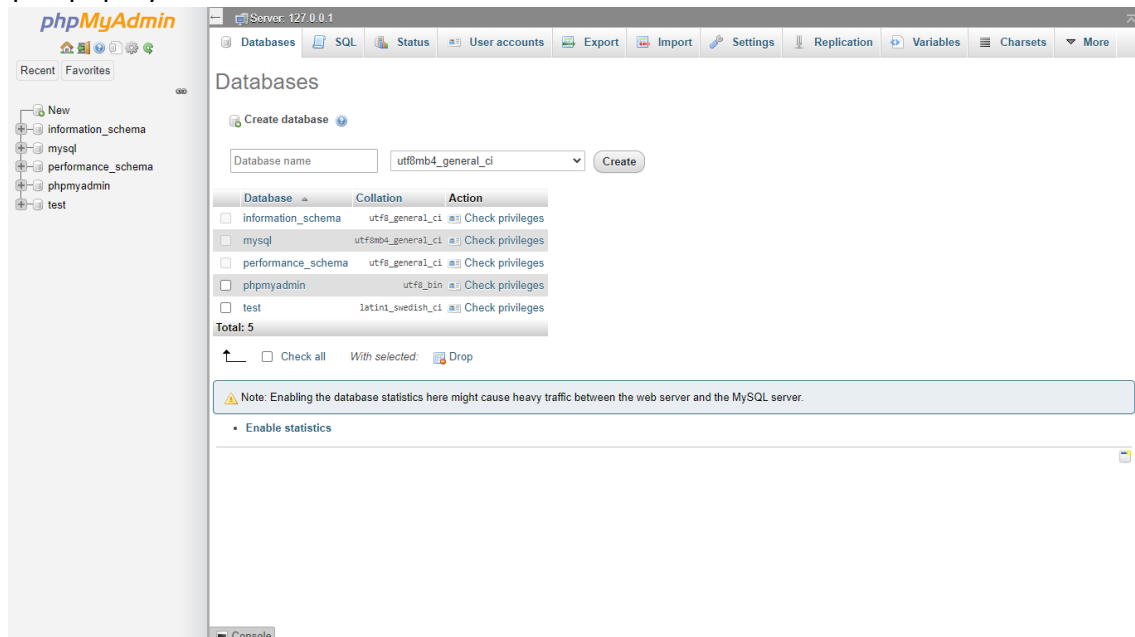 phpMyAdmin
Recent Favorites
New
information_schema
mysql
performance_schema
phpmyadmin
test
Server: 127.0.0.1
Databases SQL Status User accounts Export Import Settings Replication Variables Charsets More
Databases
Create database
Database name utf8mb4_general_ci Create
Database Collation Action
information_schema utf8_general_ci Check privileges
mysql utf8mb4_general_ci Check privileges
performance_schema utf8_general_ci Check privileges
phpmyadmin utf8_bin Check privileges
test latin1_swedish_ci Check privileges
Total: 5
Check all With selected: Drop
Note: Enabling the database statistics here might cause heavy traffic between the web server and the MySQL server.
Enable statistics
Console